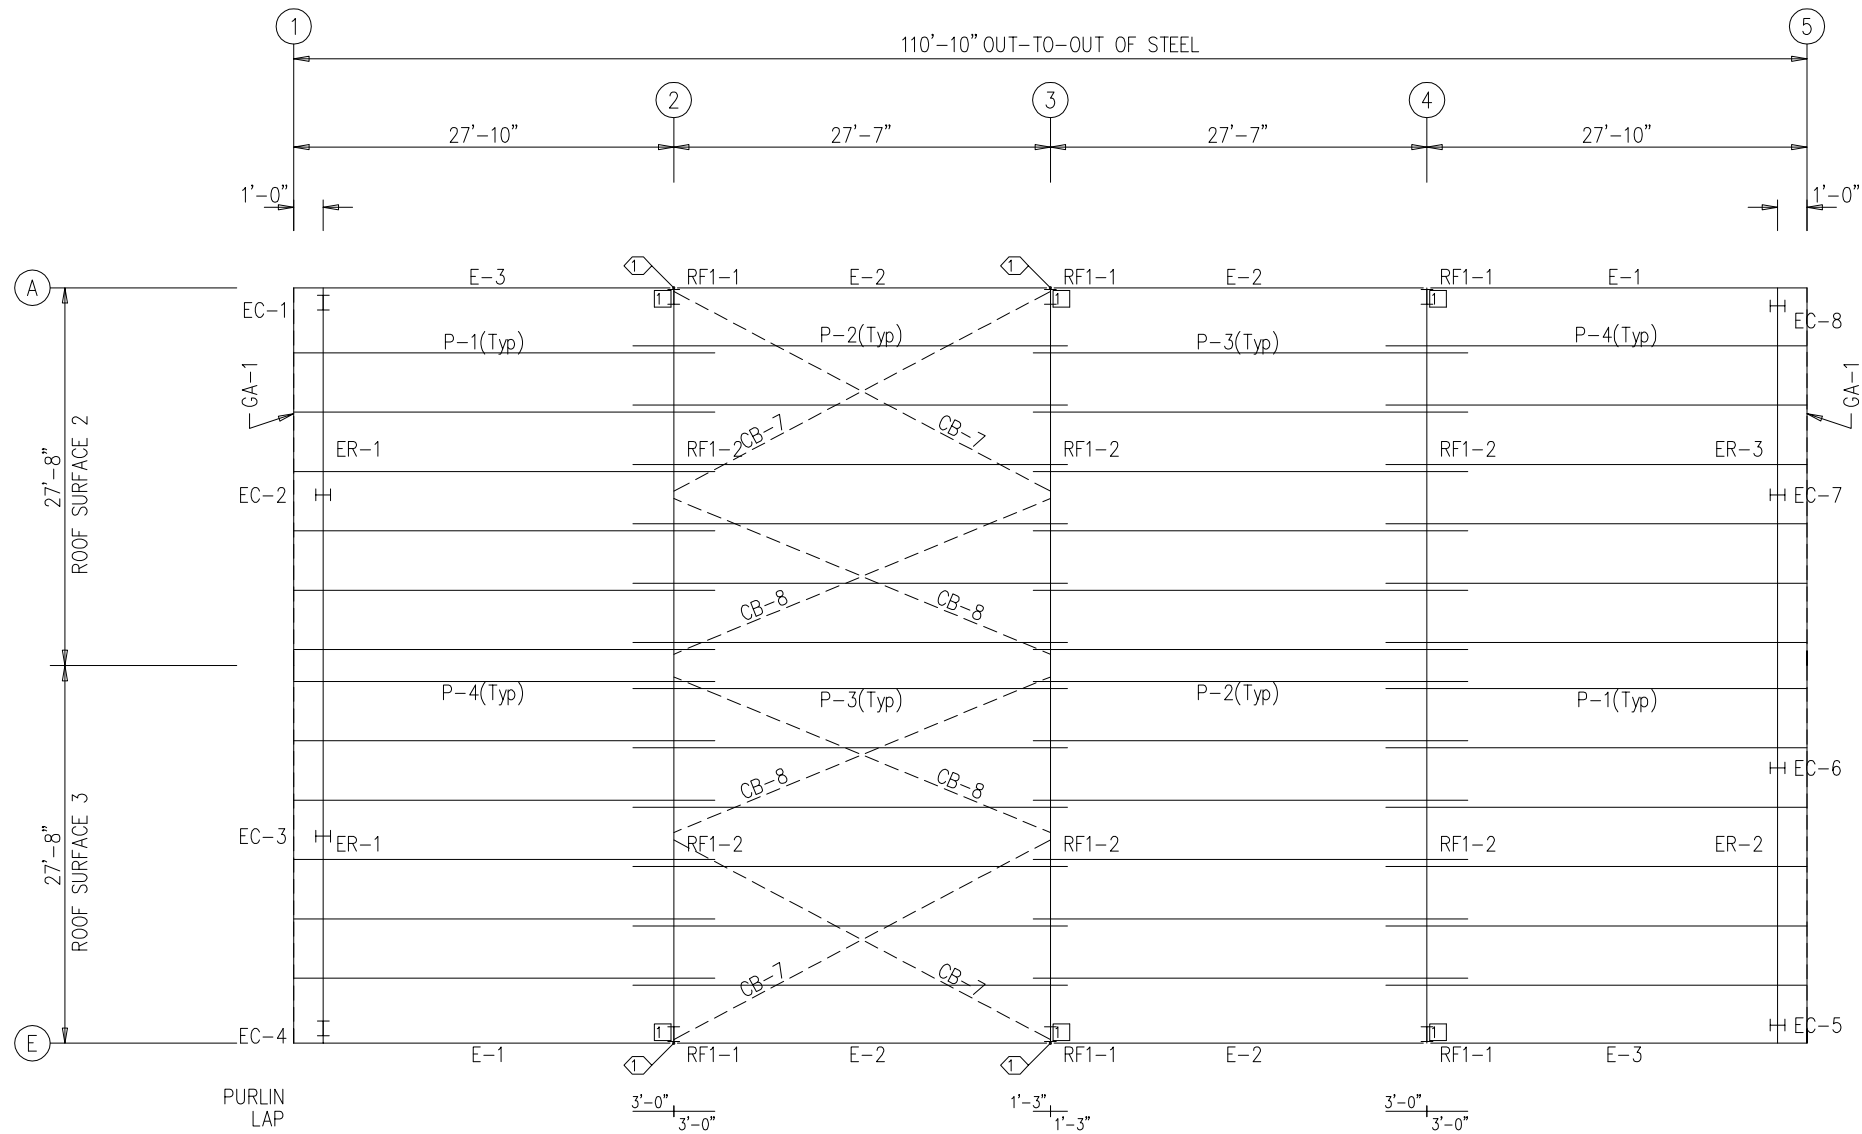 1
5
110'-10" OUT-TO-OUT OF STEEL
2
3
4
27'-10"
27'-7"
27'-7"
27'-10"
1'-0"
1'-0"
A
E-3
1
RF1-1
E-2
1
RF1-1
E-2
RF1-1
E-1
EC-1
1
1
1
EC-8
P-1(Typ)
P-2(Typ)
P-3(Typ)
P-4(Typ)
GA-1
GA-1
CB-7
CB-7
27'-8"
ROOF SURFACE 2
ER-1
RF1-2
RF1-2
RF1-2
ER-3
EC-2
EC-7
CB-8
CB-8
P-4(Typ)
P-3(Typ)
P-2(Typ)
P-1(Typ)
EC-6
CB-8
CB-8
27'-8"
ROOF SURFACE 3
EC-3
ER-1
RF1-2
RF1-2
RF1-2
ER-2
CB-7
CB-7
EC-4
1
1
1
EC-5
E
E-1
1
RF1-1
E-2
1
RF1-1
E-2
RF1-1
E-3
PURLIN
LAP
3'-0"
3'-0"
1'-3"
1'-3"
3'-0"
3'-0"